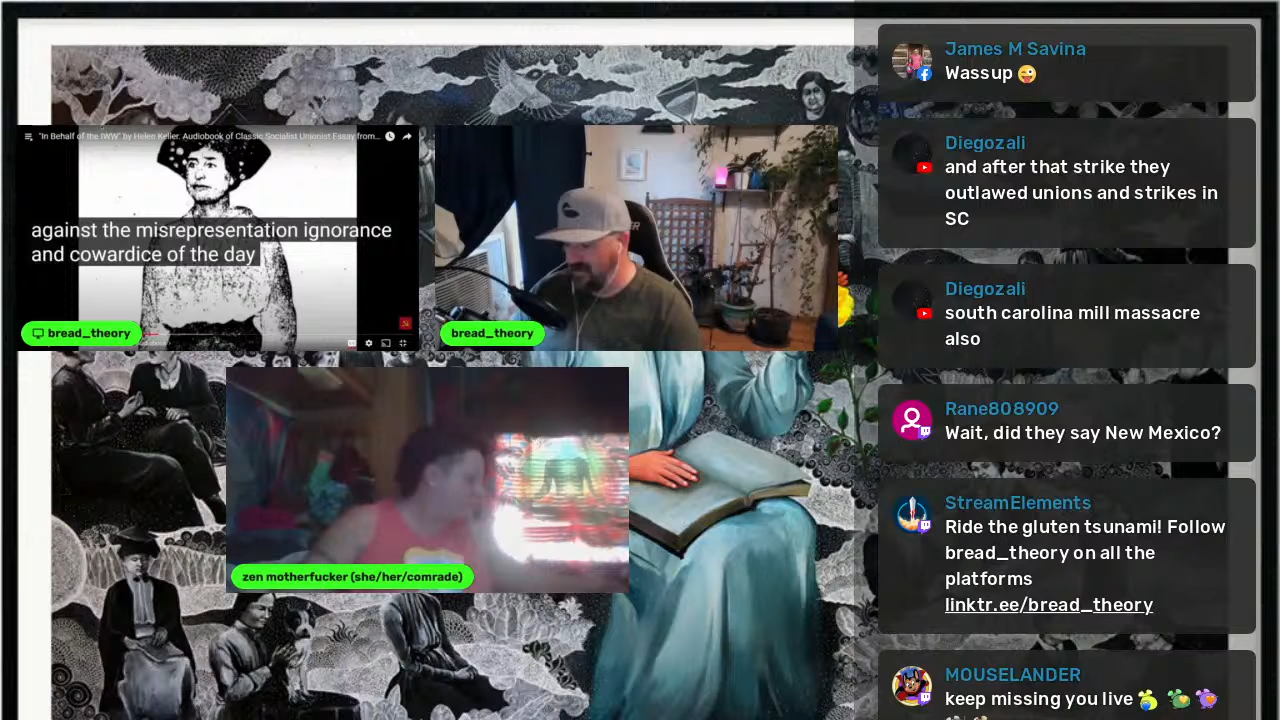 "In Behalf of the IWW" by Helen Keller. Audiobook of Classic Socialist Unionist Essay from...
against the misrepresentation ignorance
and cowardice of the day
bread_theory
bread_theory
zen motherfucker (she/her/comrade)
James M Savina
Wassup 😜
Diegozali
and after that strike they
outlawed unions and strikes in
SC
Diegozali
south carolina mill massacre
also
Rane808909
Wait, did they say New Mexico?
StreamElements
Ride the gluten tsunami! Follow
bread_theory on all the
platforms
linktr.ee/bread_theory
MOUSELANDER
keep missing you live